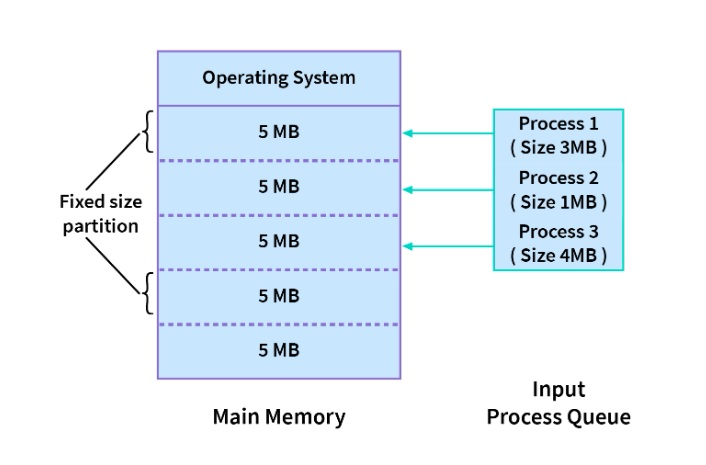 Operating System
5 MB
5 MB
5 MB
5 MB
5 MB
Fixed size
partition
Process 1
( Size 3MB )
Process 2
( Size 1MB )
Process 3
( Size 4MB )
Main Memory
Input
Process Queue